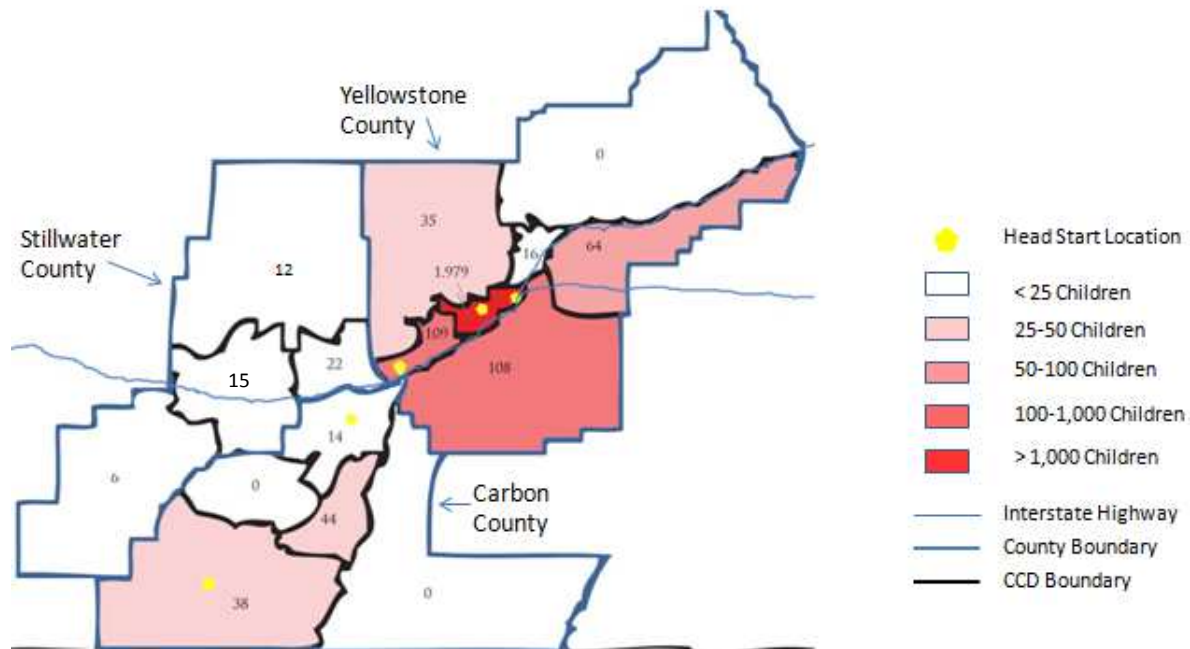 Yellowstone
County
0
35
Stillwater
County
16
64
12
1.979
109
22
108
15
14
6
0
Carbon
County
44
0
38
Head Start Location
< 25 Children
25-50 Children
50-100 Children
100-1,000 Children
> 1,000 Children
Interstate Highway
County Boundary
CCD Boundary